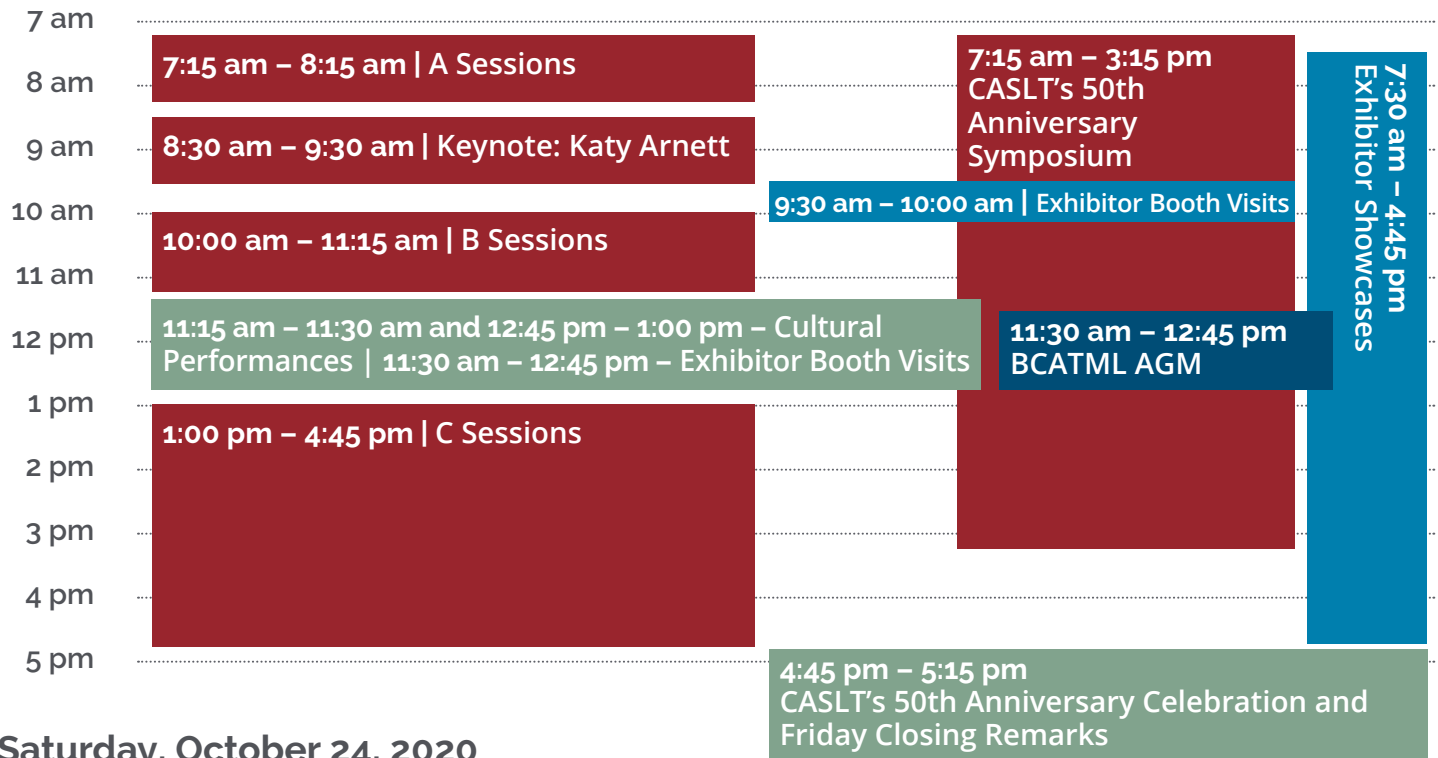 7 am
8 am
9 am
10 am
11 am
12 pm
1 pm
2 pm
3 pm
4 pm
5 pm
7:15 am – 8:15 am | A Sessions
8:30 am – 9:30 am | Keynote: Katy Arnett
10:00 am – 11:15 am | B Sessions
11:15 am – 11:30 am and 12:45 pm – 1:00 pm – Cultural
Performances | 11:30 am – 12:45 pm – Exhibitor Booth Visits
1:00 pm – 4:45 pm | C Sessions
7:15 am – 3:15 pm
CASLT’s 50th
Anniversary
Symposium
9:30 am – 10:00 am | Exhibitor Booth Visits
11:30 am – 12:45 pm
BCATML AGM
7:30 am – 4:45 pm
Exhibitor Showcases
4:45 pm – 5:15 pm
CASLT’s 50th Anniversary Celebration and
Friday Closing Remarks
Saturday, October 24, 2020